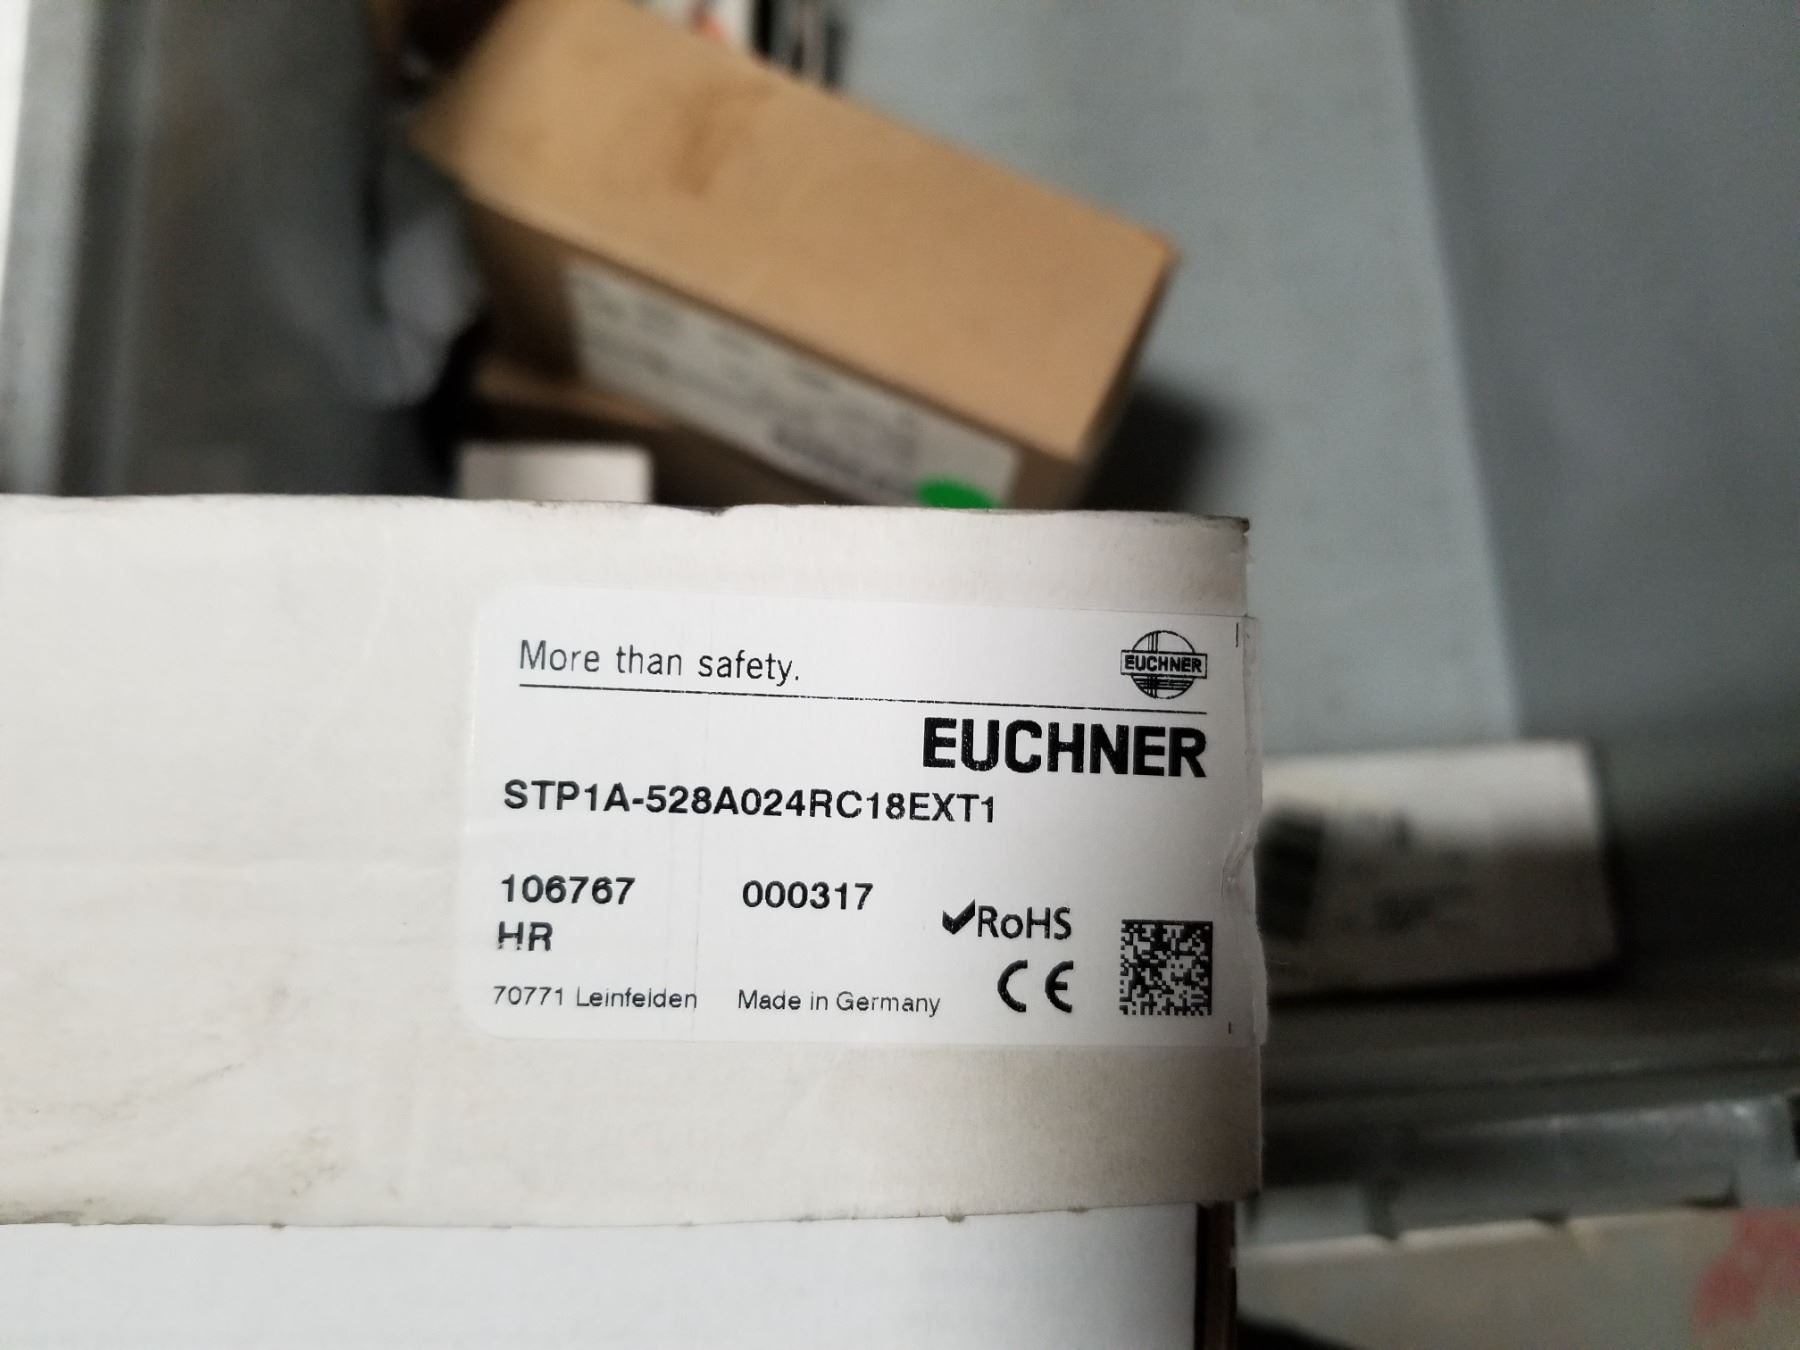 More than safety.
EUCHNER
EUCHNER
STP1A-528A024RC18EXT1
106767 000317
HR
✔RoHS
70771 Leinfelden Made in Germany CE